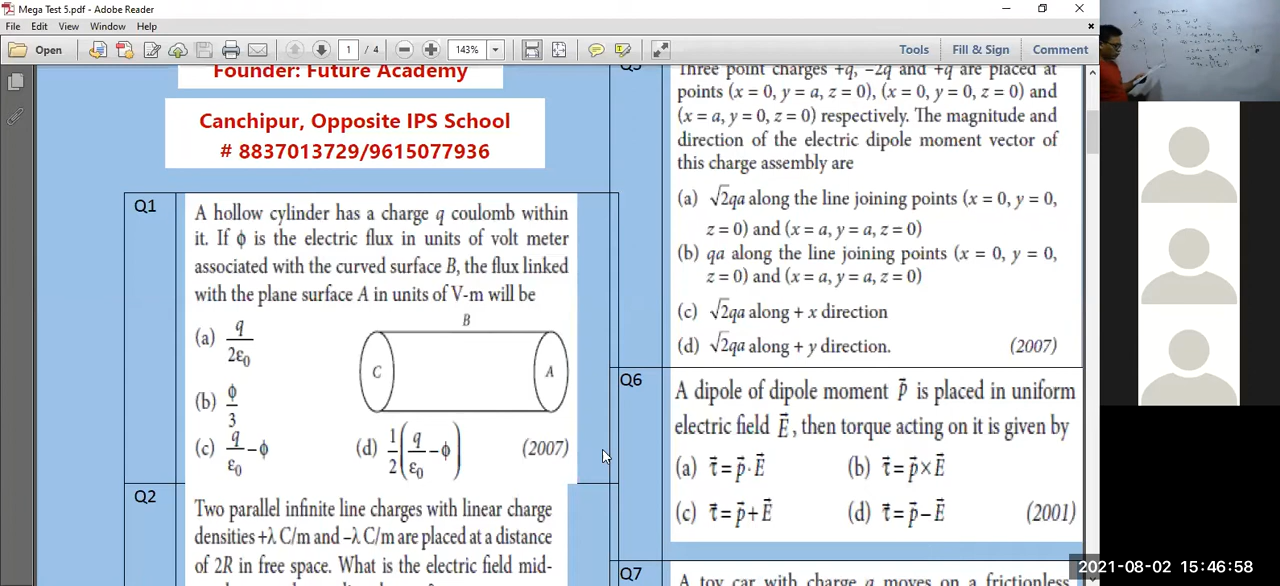 Mega Test 5.pdf - Adobe Reader
File Edit View Window Help
Open 1 / 4 143% Tools Fill & Sign Comment
Founder: Future Academy
Canchipur, Opposite IPS School
# 8837013729/9615077936
Q1
A hollow cylinder has a charge q coulomb within
it. If ϕ is the electric flux in units of volt meter
associated with the curved surface B, the flux linked
with the plane surface A in units of V-m will be
(a) q/2ε₀
(b) ϕ/3
(c) q/ε₀ – ϕ (d) 1/2 (q/ε₀ – ϕ) (2007)
B
C A
Q2
Two parallel infinite line charges with linear charge
densities +λ C/m and –λ C/m are placed at a distance
of 2R in free space. What is the electric field mid-
Three point charges +q, –2q and +q are placed at
points (x = 0, y = a, z = 0), (x = 0, y = 0, z = 0) and
(x = a, y = 0, z = 0) respectively. The magnitude and
direction of the electric dipole moment vector of
this charge assembly are
(a) √2qa along the line joining points (x = 0, y = 0,
z = 0) and (x = a, y = a, z = 0)
(b) qa along the line joining points (x = 0, y = 0,
z = 0) and (x = a, y = a, z = 0)
(c) √2qa along + x direction
(d) √2qa along + y direction. (2007)
Q6
A dipole of dipole moment p⃗ is placed in uniform
electric field E⃗, then torque acting on it is given by
(a) τ⃗ = p⃗ · E⃗ (b) τ⃗ = p⃗ × E⃗
(c) τ⃗ = p⃗ + E⃗ (d) τ⃗ = p⃗ – E⃗ (2001)
Q7
A toy car with charge q moves on a frictionless
2021-08-02 15:46:58